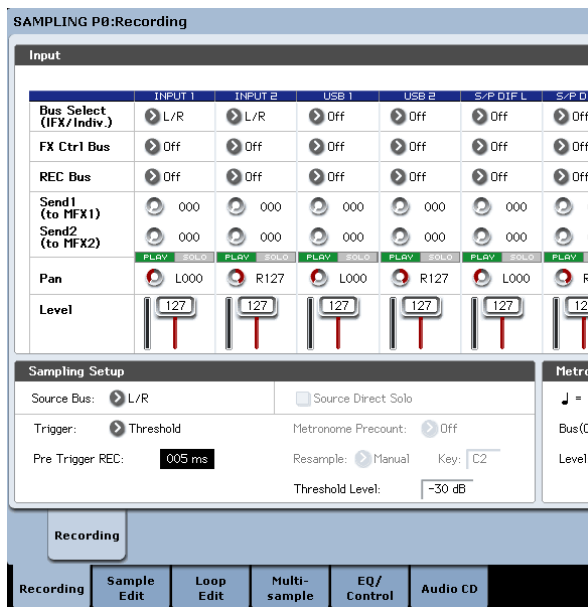 SAMPLING P0:Recording
Input
INPUT 1 INPUT 2 USB 1 USB 2 S/P DIF L S/P D
Bus Select
(IFX/Indiv.) L/R L/R Off Off Off Off
FX Ctrl Bus Off Off Off Off Off Off
REC Bus Off Off Off Off Off Off
Send1
(to MFX1) 000 000 000 000 000
Send2
(to MFX2) 000 000 000 000 000
PLAY SOLO PLAY SOLO PLAY SOLO PLAY SOLO PLAY SOLO PLAY
Pan L000 R127 L000 R127 L000 R
Level 127 127 127 127 127 12
Sampling Setup Metro
Source Bus: L/R Source Direct Solo ♩ =
Trigger: Threshold Metronome Precount: Off Bus(O
Pre Trigger REC: 005 ms Resample: Manual Key: C2 Level
Threshold Level: -30 dB
Recording
Recording Sample Edit Loop Edit Multi-sample EQ/Control Audio CD